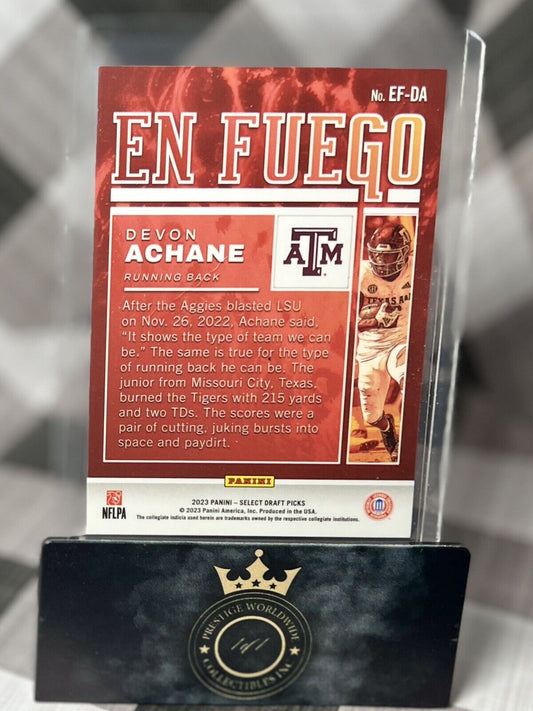 No. EF-DA
EN FUEGO
DEVON
ACHANE
RUNNING BACK
ATM
TEXAS A&M
After the Aggies blasted LSU
on Nov. 26, 2022, Achane said,
“It shows the type of team we can
be.” The same is true for the type
of running back he can be. The
junior from Missouri City, Texas,
burned the Tigers with 215 yards
and two TDs. The scores were a
pair of cutting, juking bursts into
space and paydirt.
PANINI
NFLPA
2023 PANINI – SELECT DRAFT PICKS
© 2023 Panini America, Inc. Produced in the USA.
The collegiate indicia used herein are trademarks owned by the respective collegiate institutions.
PRESTIGE WORLDWIDE
1of1
COLLECTIBLES INC